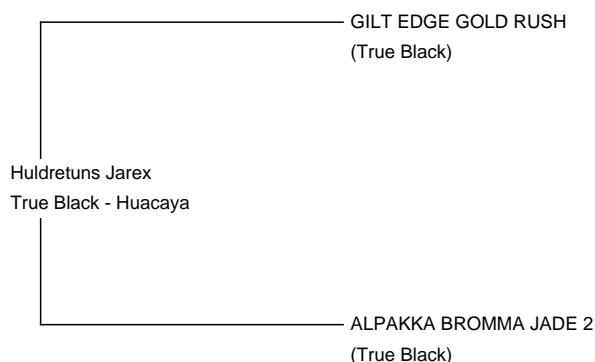 GILT EDGE GOLD RUSH
(True Black)
Huldretuns Jarex
True Black - Huacaya
ALPAKKA BROMMA JADE 2
(True Black)